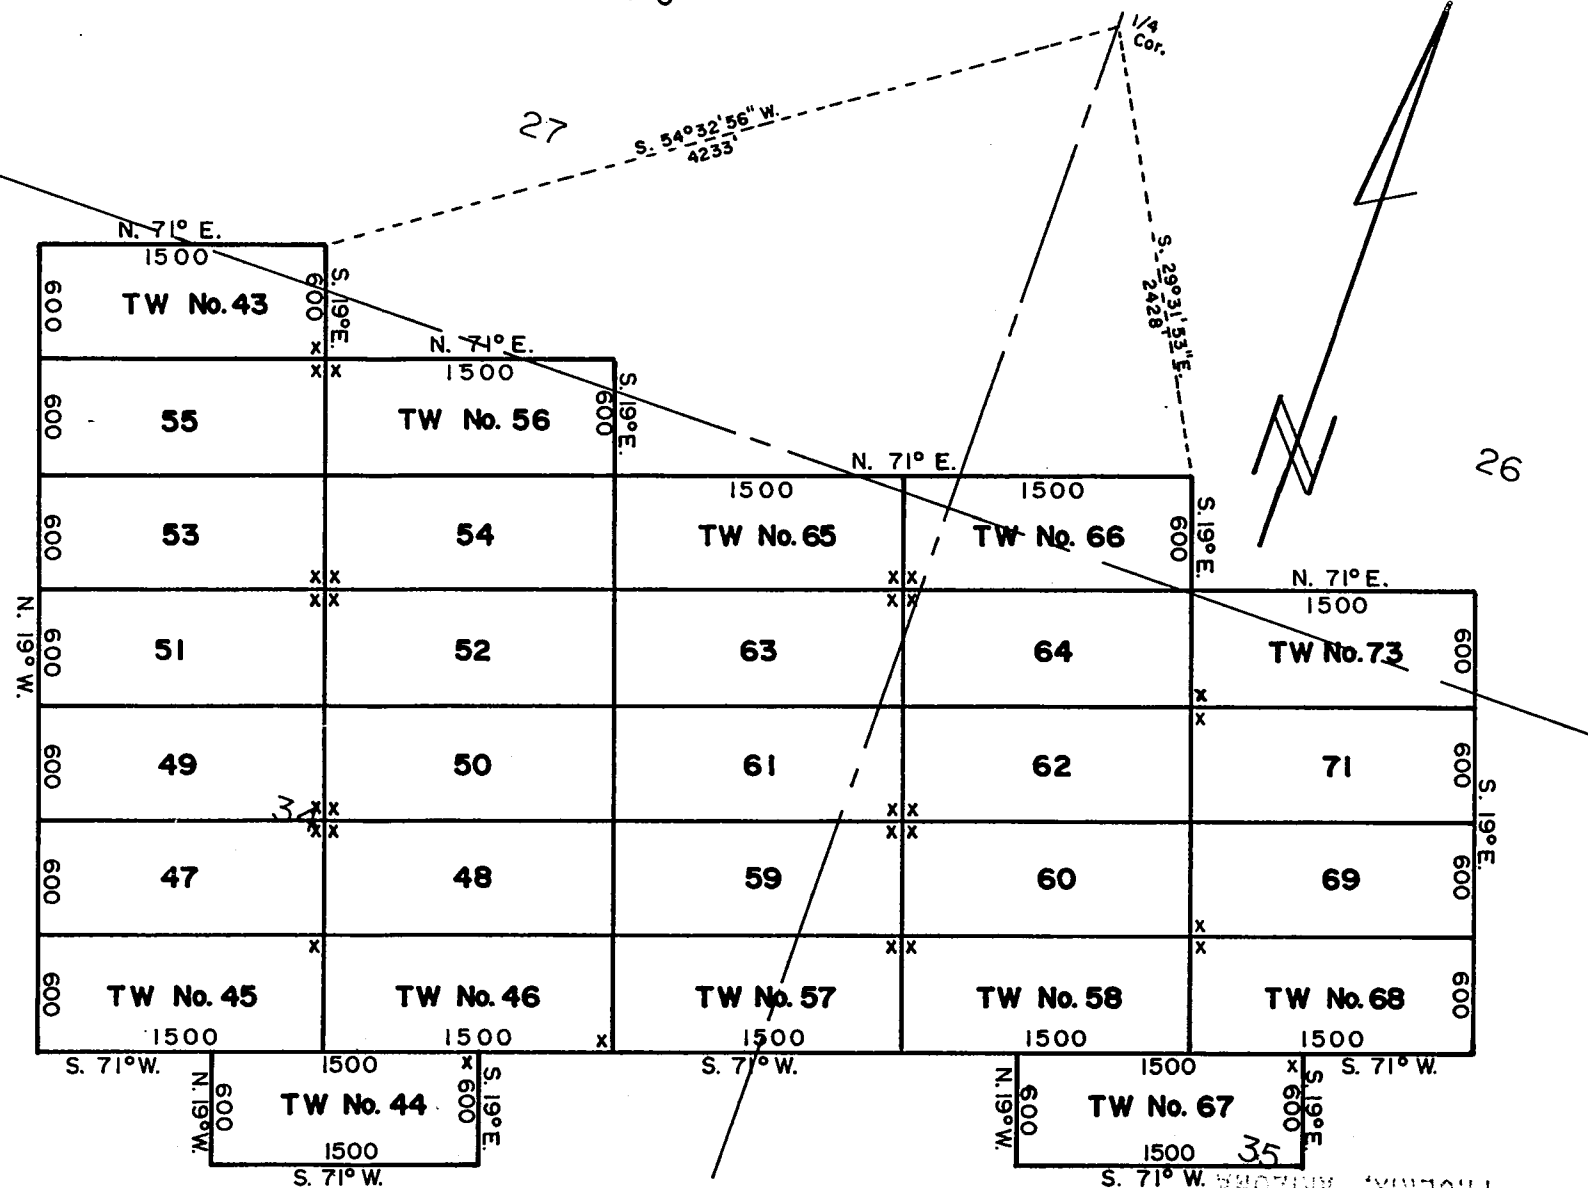 1/4
Cor.
27
S. 54° 32' 56" W.
4233'
S. 29° 31' 53" E.
2428
26
N. 71° E.
1500
600
TW No. 43
600
S. 19° E.
x
N. 71° E.
1500
x x
600
55
TW No. 56
600
S. 19° E.
N. 71° E.
1500
1500
600
53
54
TW No. 65
TW No. 66
600
S. 19° E.
x x
x x
N. 71° E.
1500
N. 19° W.
x x
x x
600
51
52
63
64
TW No. 73
600
x
x
600
49
50
61
62
71
600
S. 19° E.
34
x x
x x
x x
x x
600
47
48
59
60
69
600
x
x
x x
x
600
TW No. 45
TW No. 46
TW No. 57
TW No. 58
TW No. 68
600
1500
1500
x
1500
1500
1500
S. 71° W.
1500
x
S. 71° W.
1500
x
S. 71° W.
N. 19° W.
600
TW No. 44
600
S. 19° E.
N. 19° W.
600
TW No. 67
600
S. 19° E.
1500
1500
35
S. 71° W.
S. 71° W.